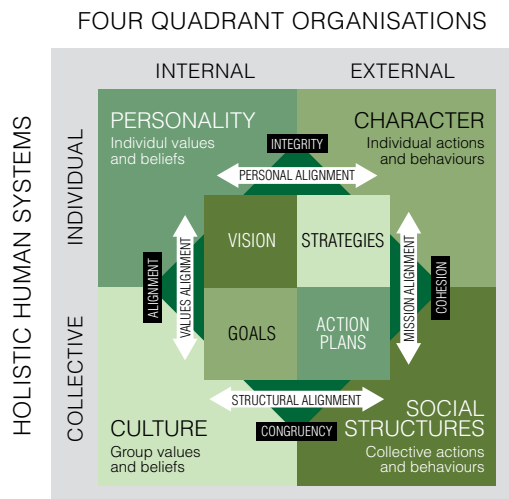 FOUR QUADRANT ORGANISATIONS
INTERNAL
EXTERNAL
HOLISTIC HUMAN SYSTEMS
INDIVIDUAL
COLLECTIVE
PERSONALITY
Individul values
and beliefs
CHARACTER
Individual actions
and behaviours
INTEGRITY
PERSONAL ALIGNMENT
VISION
STRATEGIES
ALIGNMENT
VALUES ALIGNMENT
MISSION ALIGNMENT
COHESION
GOALS
ACTION
PLANS
STRUCTURAL ALIGNMENT
CONGRUENCY
CULTURE
Group values
and beliefs
SOCIAL
STRUCTURES
Collective actions
and behaviours